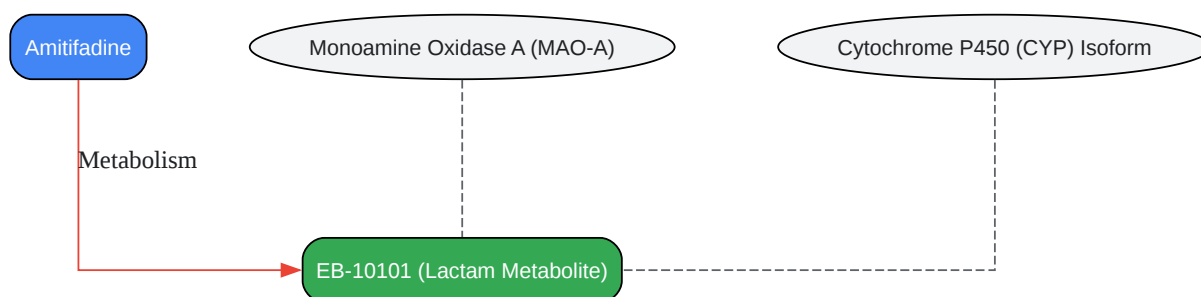 Amitifadine
Monoamine Oxidase A (MAO-A)
Cytochrome P450 (CYP) Isoform
Metabolism
EB-10101 (Lactam Metabolite)